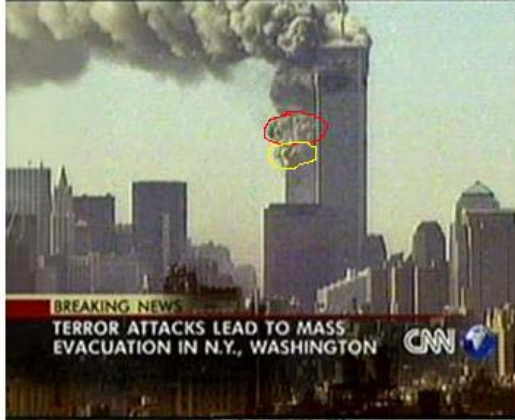 BREAKING NEWS
TERROR ATTACKS LEAD TO MASS
EVACUATION IN N.Y., WASHINGTON
CNN